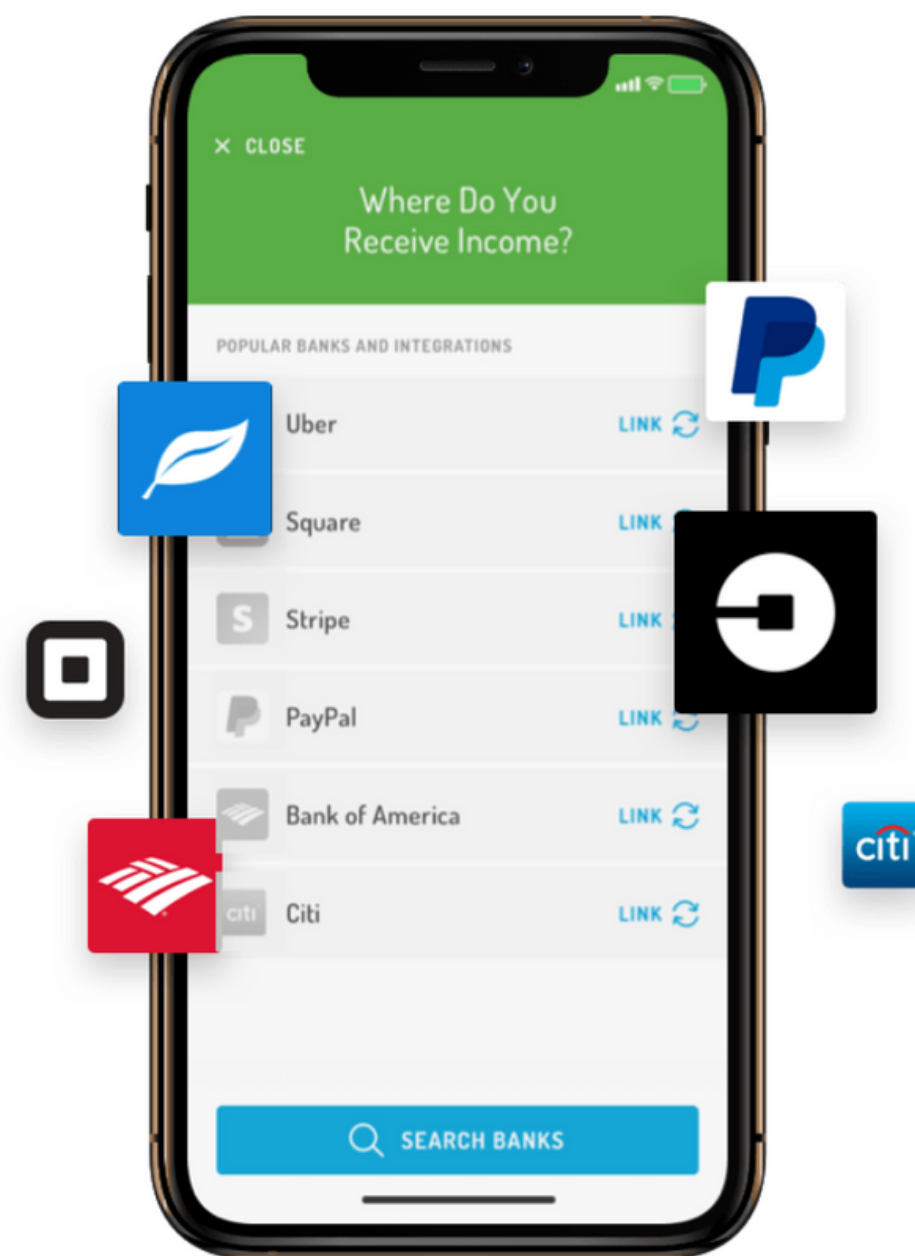 × CLOSE
Where Do You
Receive Income?
POPULAR BANKS AND INTEGRATIONS
Uber LINK
Square LINK
S Stripe LINK
PayPal LINK
Bank of America LINK
citi Citi LINK
citi
SEARCH BANKS